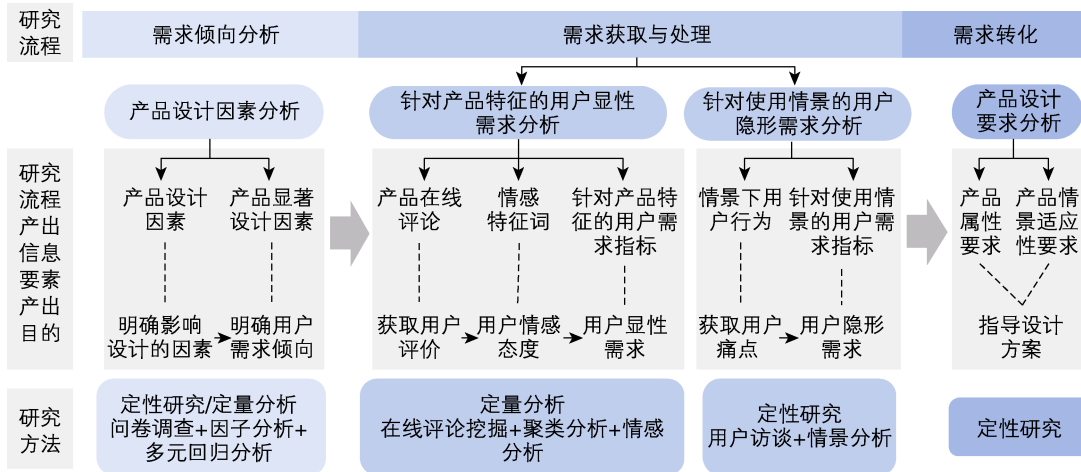 研究
流程
需求倾向分析
需求获取与处理
需求转化
产品设计因素分析
针对产品特征的用户显性
需求分析
针对使用情景的用户
隐形需求分析
产品设计
要求分析
研究
流程
产出
信息
要素
产出
目的
产品设计
因素
产品显著
设计因素
产品在线
评论
情感
特征词
针对产品特
征的用户需
求指标
情景下用
户行为
针对使用情
景的用户需
求指标
产品
属性
要求
产品情
景适应
性要求
明确影响
设计的因素
明确用户
需求倾向
获取用户
评价
用户情感
态度
用户显性
需求
获取用户
痛点
用户隐形
需求
指导设计
方案
研究
方法
定性研究/定量分析
问卷调查+因子分析+
多元回归分析
定量分析
在线评论挖掘+聚类分析+情感
分析
定性研究
用户访谈+情景分析
定性研究